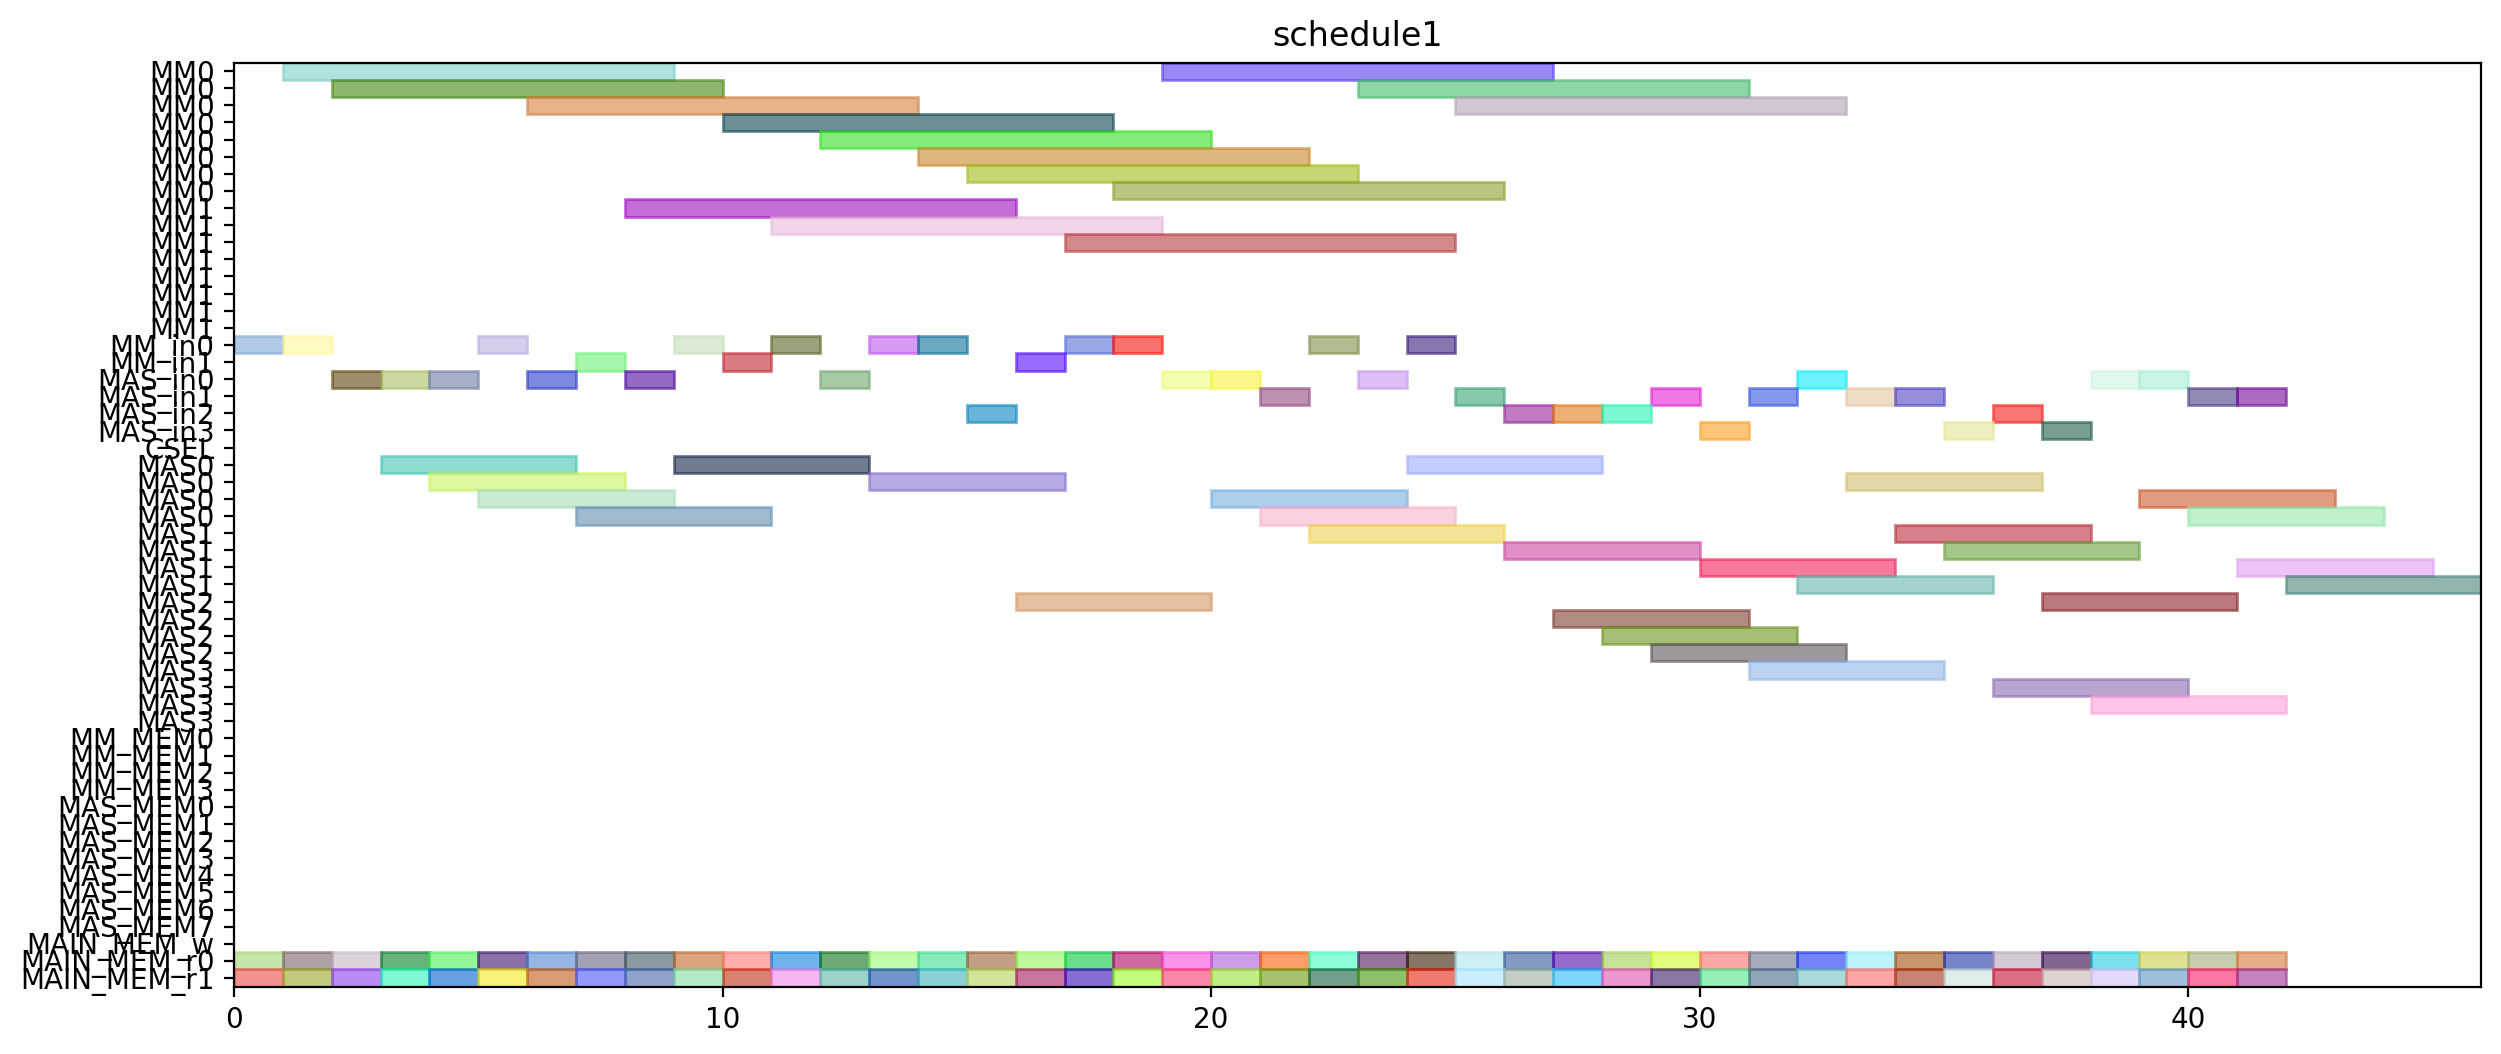 schedule1
MM0
MM0
MM0
MM0
MM0
MM0
MM0
MM0
MM1
MM1
MM1
MM1
MM1
MM1
MM1
MM1
MM_in0
MM_in1
MAS_in0
MAS_in1
MAS_in2
MAS_in3
CSEL
MAS0
MAS0
MAS0
MAS0
MAS1
MAS1
MAS1
MAS1
MAS2
MAS2
MAS2
MAS2
MAS3
MAS3
MAS3
MAS3
MM_MEM0
MM_MEM1
MM_MEM2
MM_MEM3
MAS_MEM0
MAS_MEM1
MAS_MEM2
MAS_MEM3
MAS_MEM4
MAS_MEM5
MAS_MEM6
MAS_MEM7
MAIN_MEM_w
MAIN_MEM_r0
MAIN_MEM_r1
0 10 20 30 40